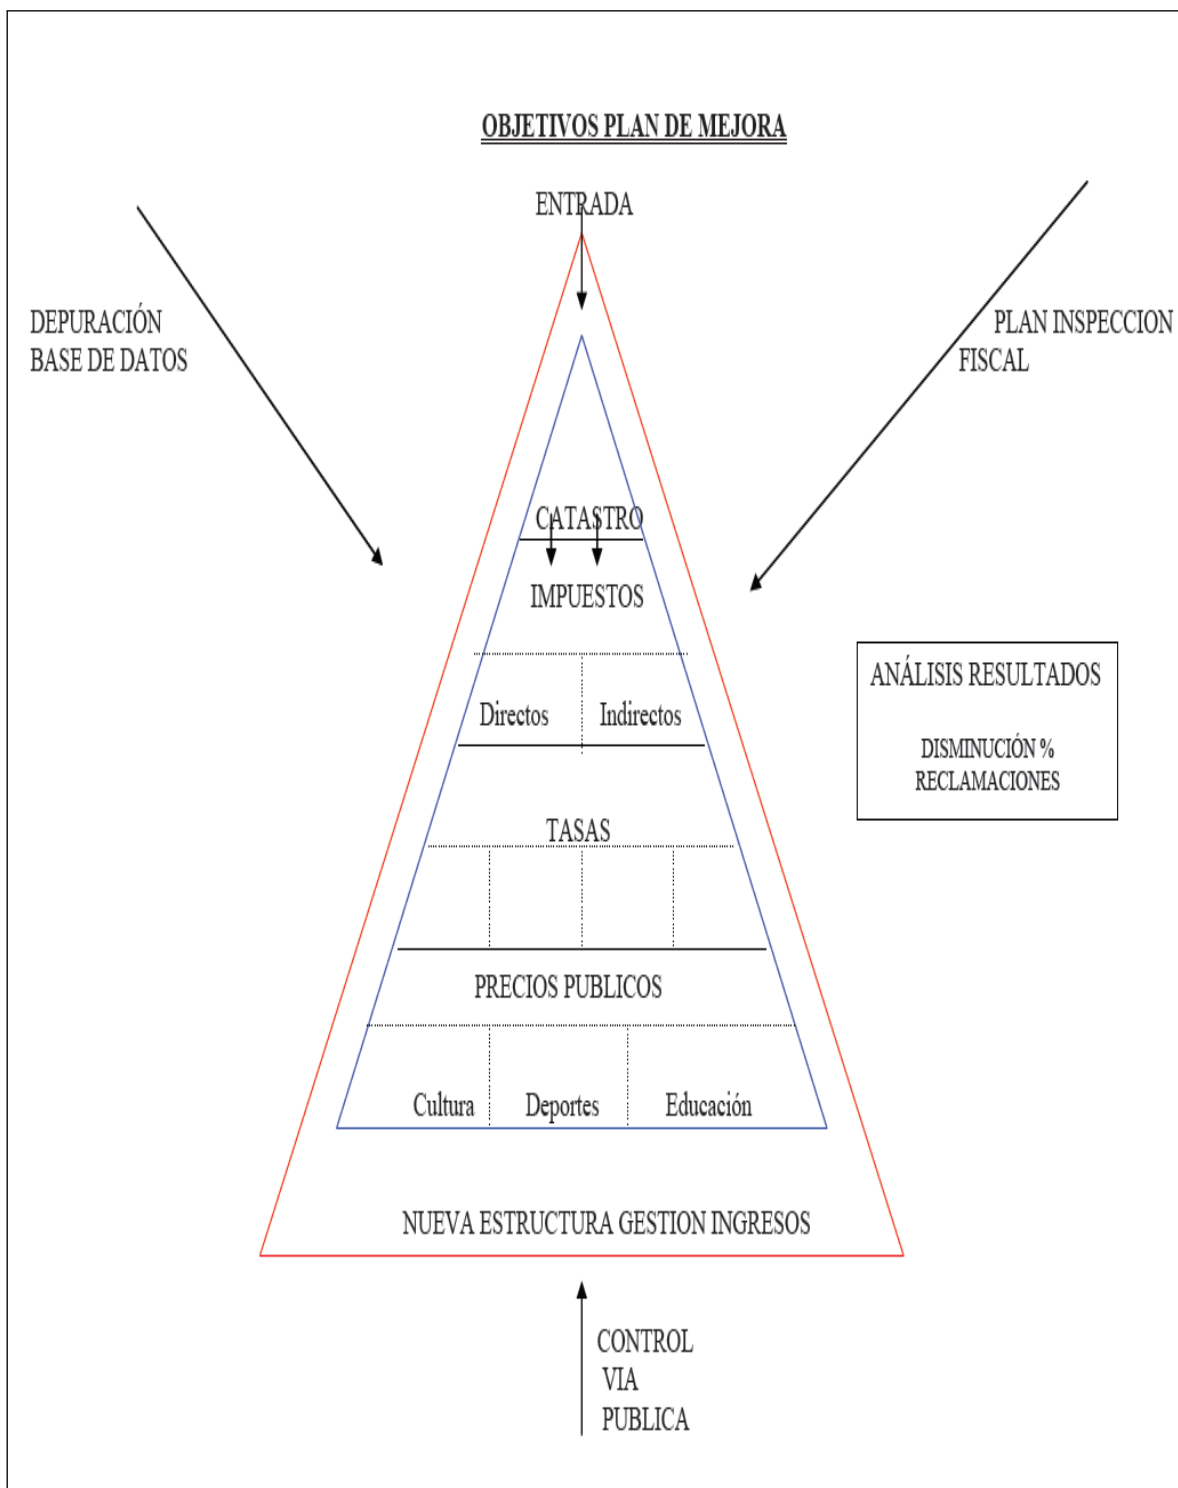 OBJETIVOS PLAN DE MEJORA
ENTRADA
DEPURACIÓN
BASE DE DATOS
PLAN INSPECCION
FISCAL
CATASTRO
IMPUESTOS
Directos
Indirectos
ANÁLISIS RESULTADOS
DISMINUCIÓN %
RECLAMACIONES
TASAS
PRECIOS PUBLICOS
Cultura
Deportes
Educación
NUEVA ESTRUCTURA GESTION INGRESOS
CONTROL
VIA
PUBLICA